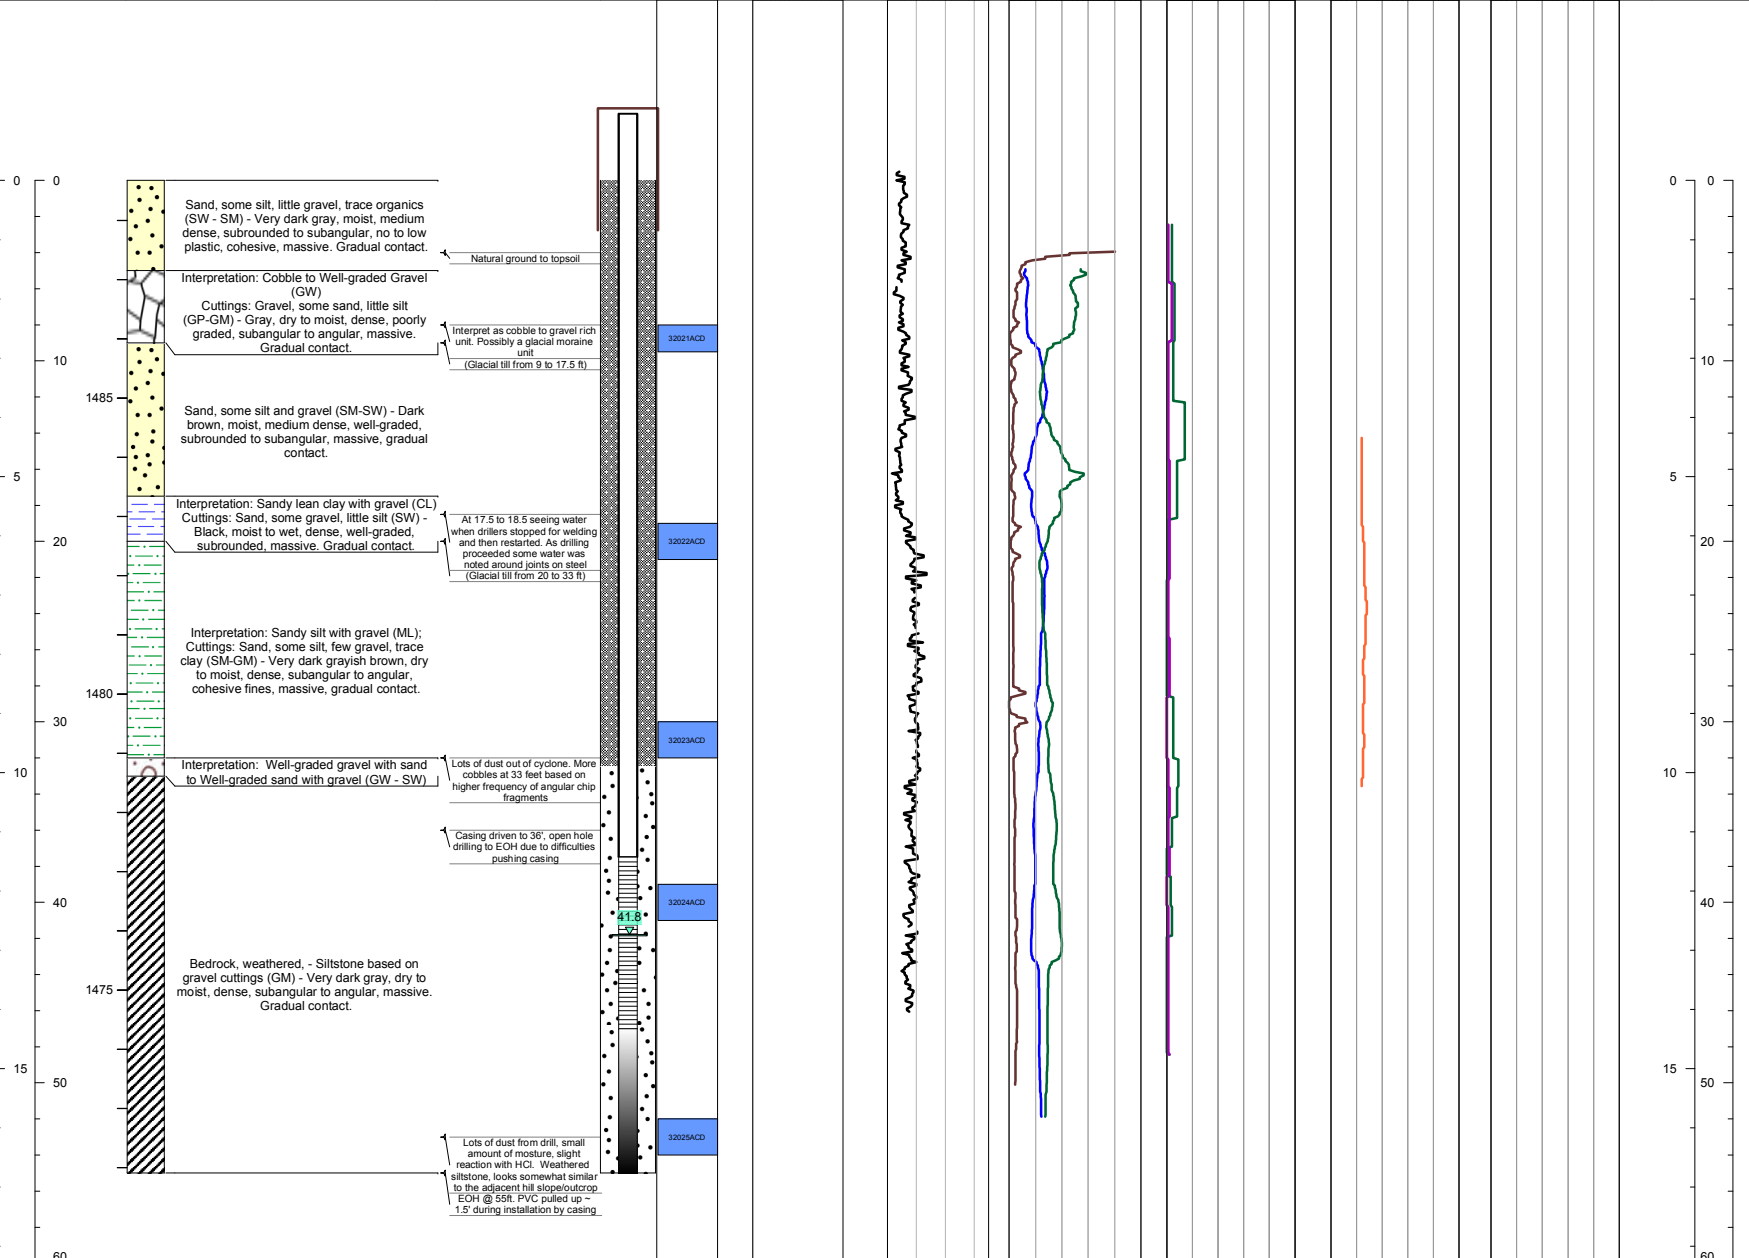 0 0
Sand, some silt, little gravel, trace organics
(SW - SM) - Very dark gray, moist, medium
dense, subrounded to subangular, no to low
plastic, cohesive, massive. Gradual contact.
Natural ground to topsoil
Interpretation: Cobble to Well-graded Gravel
(GW)
Cuttings: Gravel, some sand, little silt
(GP-GM) - Gray, dry to moist, dense, poorly
graded, subangular to angular, massive.
Gradual contact.
Interpret as cobble to gravel rich
unit. Possibly a glacial moraine
unit
(Glacial till from 9 to 17.5 ft)
32021ACD
10
1485
Sand, some silt and gravel (SM-SW) - Dark
brown, moist, medium dense, well-graded,
subrounded to subangular, massive, gradual
contact.
5
Interpretation: Sandy lean clay with gravel (CL)
Cuttings: Sand, some gravel, little silt (SW) -
Black, moist to wet, dense, well-graded,
subrounded, massive. Gradual contact.
At 17.5 to 18.5 seeing water
when drillers stopped for welding
and then restarted. As drilling
proceeded some water was
noted around joints on steel
(Glacial till from 20 to 33 ft)
32022ACD
20
Interpretation: Sandy silt with gravel (ML);
Cuttings: Sand, some silt, few gravel, trace
clay (SM-GM) - Very dark grayish brown, dry
to moist, dense, subangular to angular,
cohesive fines, massive, gradual contact.
1480
30
32023ACD
Interpretation: Well-graded gravel with sand
to Well-graded sand with gravel (GW - SW)
10
Lots of dust out of cyclone. More
cobbles at 33 feet based on
higher frequency of angular chip
fragments
Casing driven to 36', open hole
drilling to EOH due to difficulties
pushing casing
40
32024ACD
41.8
Bedrock, weathered, - Siltstone based on
gravel cuttings (GM) - Very dark gray, dry to
moist, dense, subangular to angular, massive.
Gradual contact.
1475
15
50
32025ACD
Lots of dust from drill, small
amount of mosture, slight
reaction with HCl. Weathered
siltstone, looks somewhat similar
to the adjacent hill slope/outcrop
EOH @ 55ft. PVC pulled up ~
1.5' during installation by casing
60
0 0
10
5
20
30
10
40
15 50
60